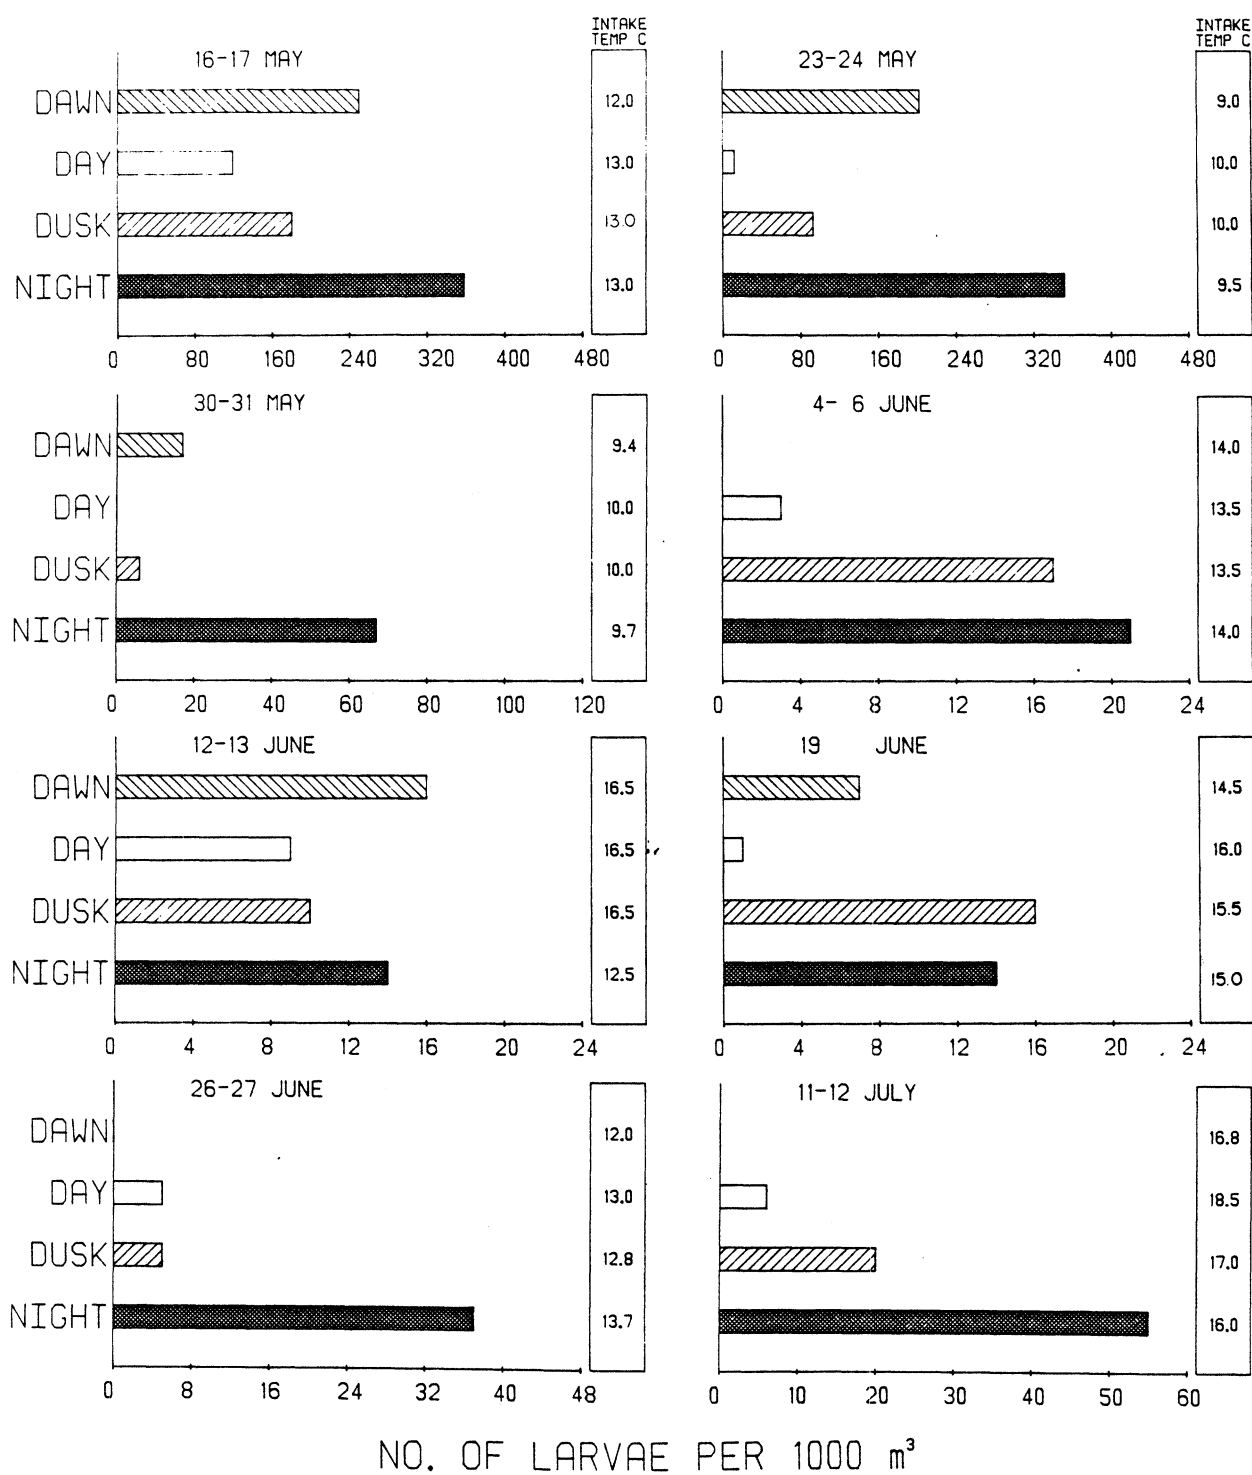 INTAKE
TEMP C
16-17 MAY
DAWN 12.0
DAY 13.0
DUSK 13.0
NIGHT 13.0
0 80 160 240 320 400 480
INTAKE
TEMP C
23-24 MAY
9.0
10.0
10.0
9.5
0 80 160 240 320 400 480
30-31 MAY
DAWN 9.4
DAY 10.0
DUSK 10.0
NIGHT 9.7
0 20 40 60 80 100 120
4- 6 JUNE
14.0
13.5
13.5
14.0
0 4 8 12 16 20 24
12-13 JUNE
DAWN 16.5
DAY 16.5
DUSK 16.5
NIGHT 12.5
0 4 8 12 16 20 24
19 JUNE
14.5
16.0
15.5
15.0
0 4 8 12 16 20 24
26-27 JUNE
DAWN 12.0
DAY 13.0
DUSK 12.8
NIGHT 13.7
0 8 16 24 32 40 48
11-12 JULY
16.8
18.5
17.0
16.0
0 10 20 30 40 50 60
NO. OF LARVAE PER 1000 m³